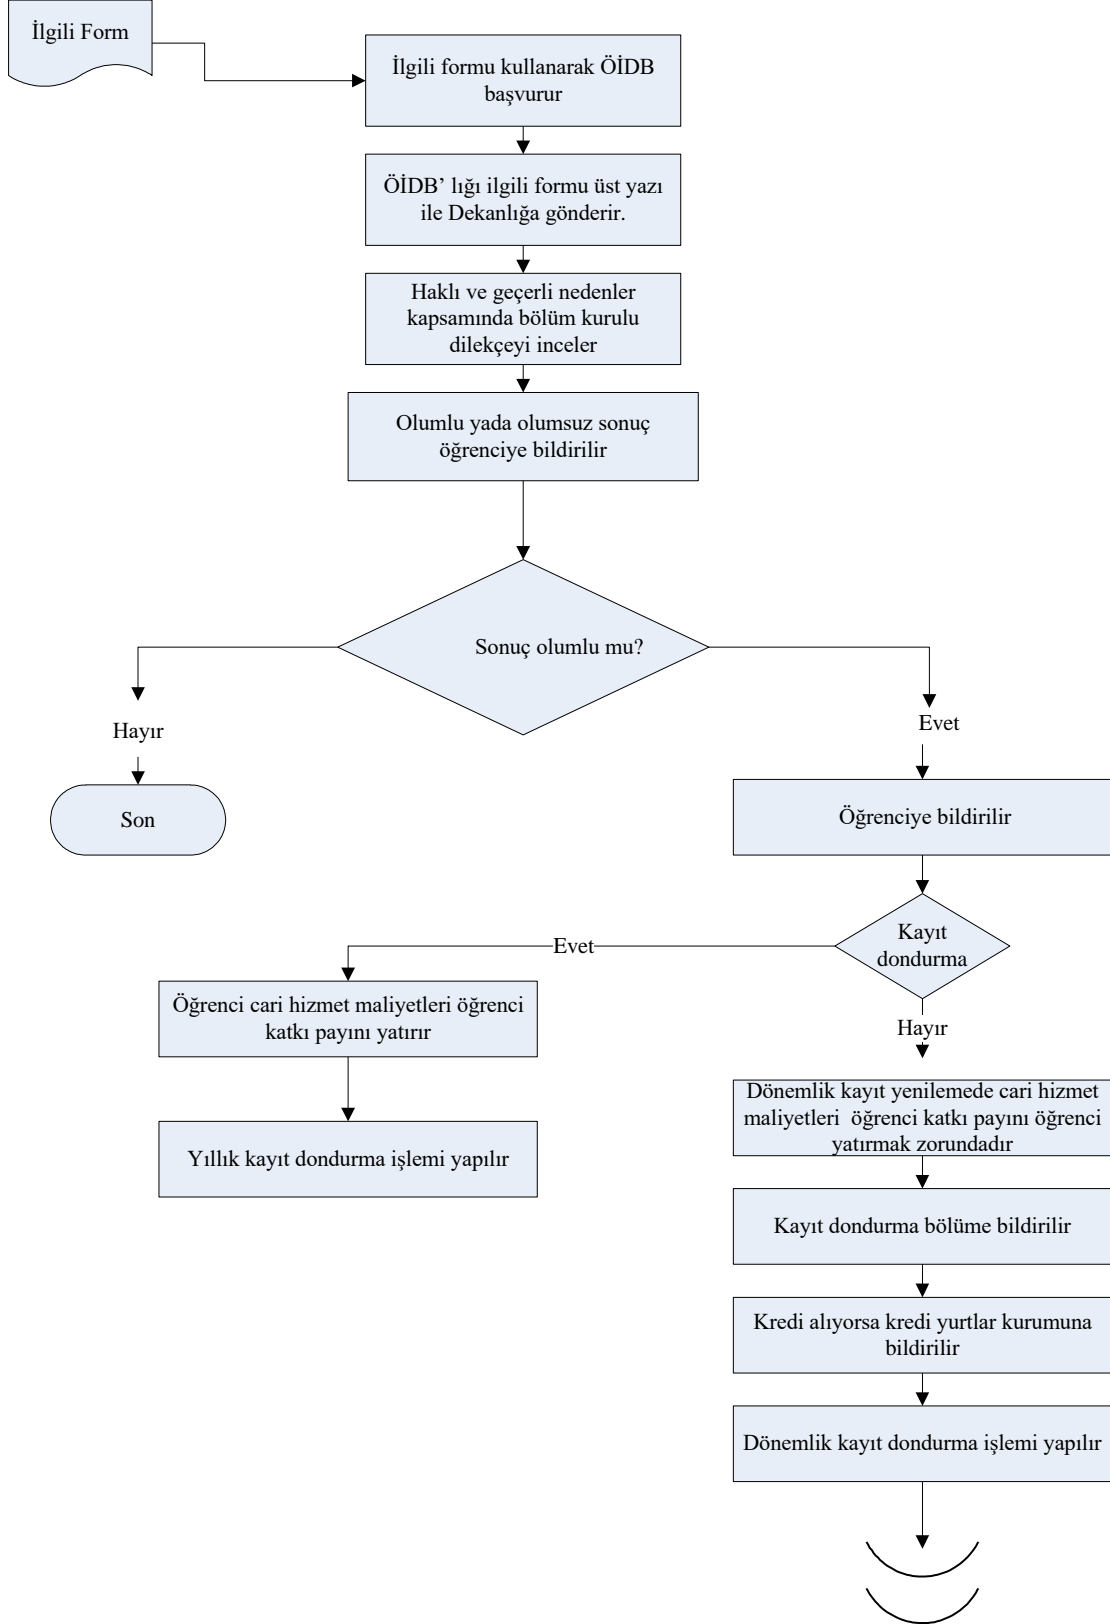 İlgili Form
İlgili formu kullanarak ÖİDB
başvurur
ÖİDB’ lığı ilgili formu üst yazı
ile Dekanlığa gönderir.
Haklı ve geçerli nedenler
kapsamında bölüm kurulu
dilekçeyi inceler
Olumlu yada olumsuz sonuç
öğrenciye bildirilir
Sonuç olumlu mu?
Hayır
Evet
Son
Öğrenciye bildirilir
Kayıt
dondurma
Evet
Hayır
Öğrenci cari hizmet maliyetleri öğrenci
katkı payını yatırır
Yıllık kayıt dondurma işlemi yapılır
Dönemlik kayıt yenilemede cari hizmet
maliyetleri  öğrenci katkı payını öğrenci
yatırmak zorundadır
Kayıt dondurma bölüme bildirilir
Kredi alıyorsa kredi yurtlar kurumuna
bildirilir
Dönemlik kayıt dondurma işlemi yapılır